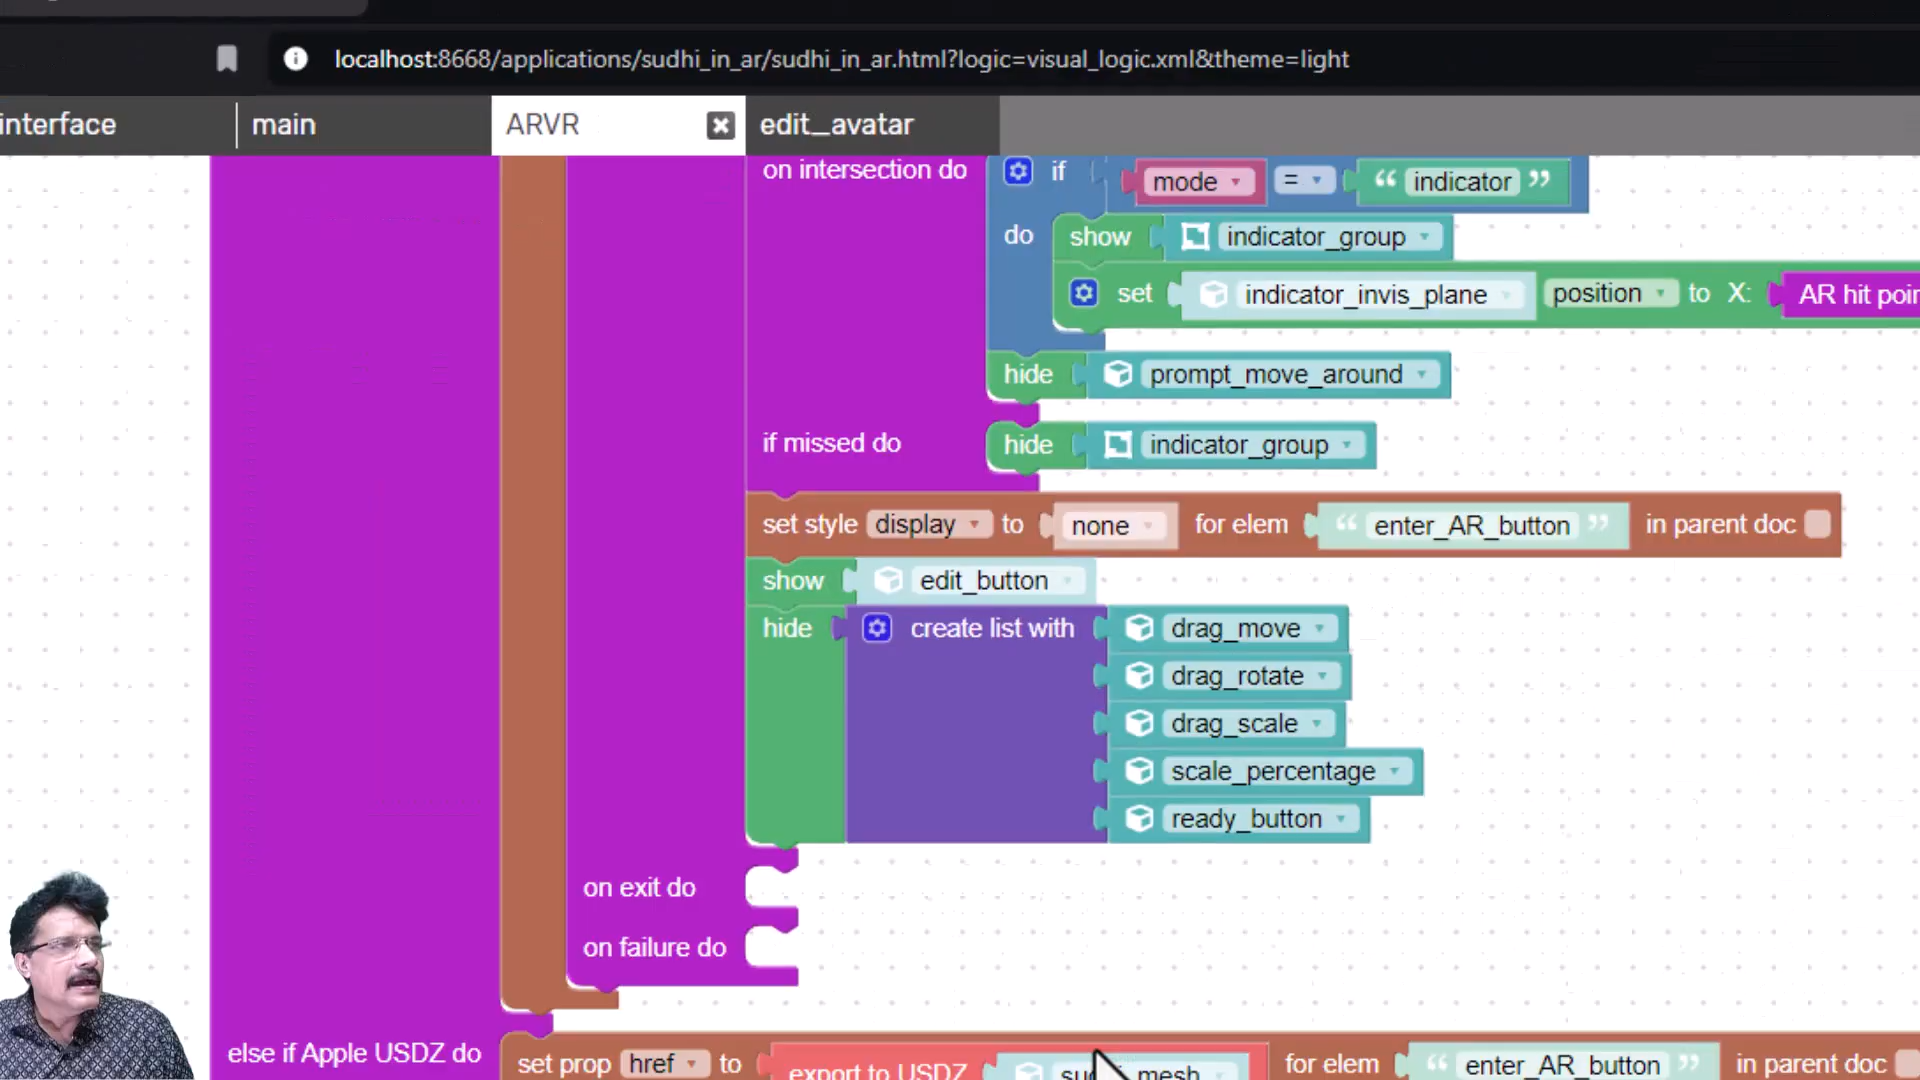 localhost:8668/applications/sudhi_in_ar/sudhi_in_ar.html?logic=visual_logic.xml&theme=light
interface main ARVR edit_avatar
on intersection do if mode = “ indicator ”
do show indicator_group
set indicator_invis_plane position to X: AR hit poin
hide prompt_move_around
if missed do hide indicator_group
set style display to none for elem “ enter_AR_button ” in parent doc
show edit_button
hide create list with drag_move
drag_rotate
drag_scale
scale_percentage
ready_button
on exit do
on failure do
else if Apple USDZ do set prop href to export to USDZ for elem “ enter_AR_button ” in parent doc